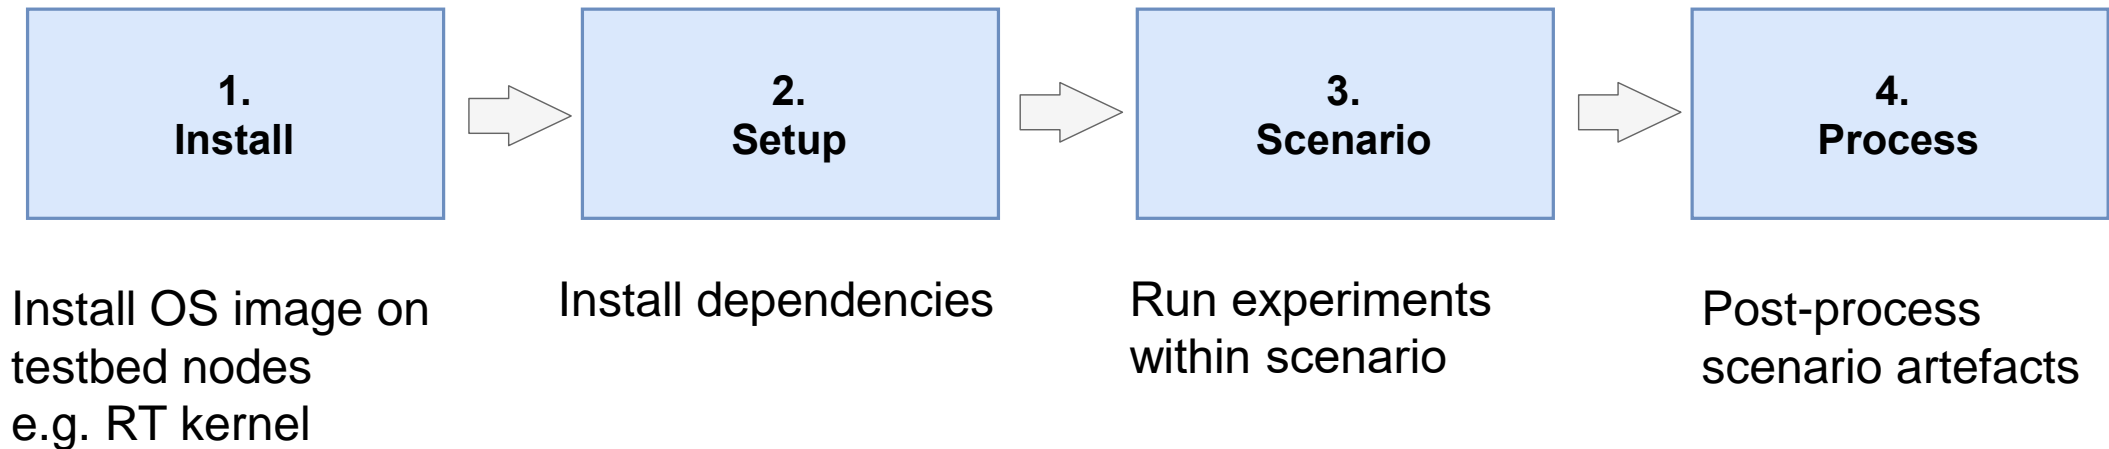 1.
Install
2.
Setup
3.
Scenario
4.
Process
Install OS image on
testbed nodes
e.g. RT kernel
Install dependencies
Run experiments
within scenario
Post-process
scenario artefacts